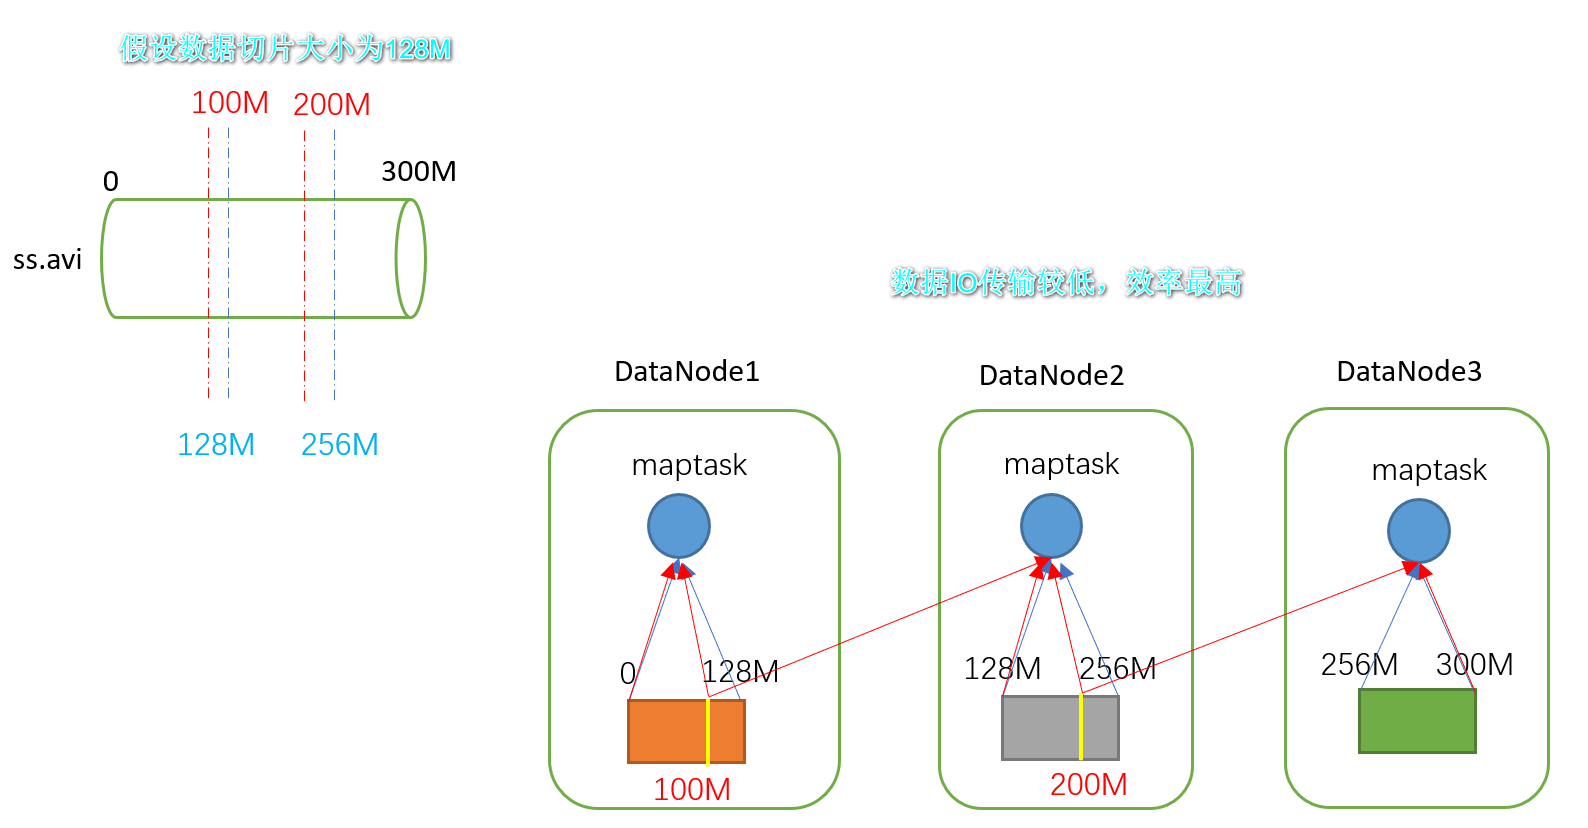 假设数据切片大小为128M
100M 200M
0
300M
ss.avi
128M 256M
数据IO传输较低，效率最高
DataNode1
DataNode2
DataNode3
maptask
maptask
maptask
0
128M
128M
256M
256M
300M
100M
200M